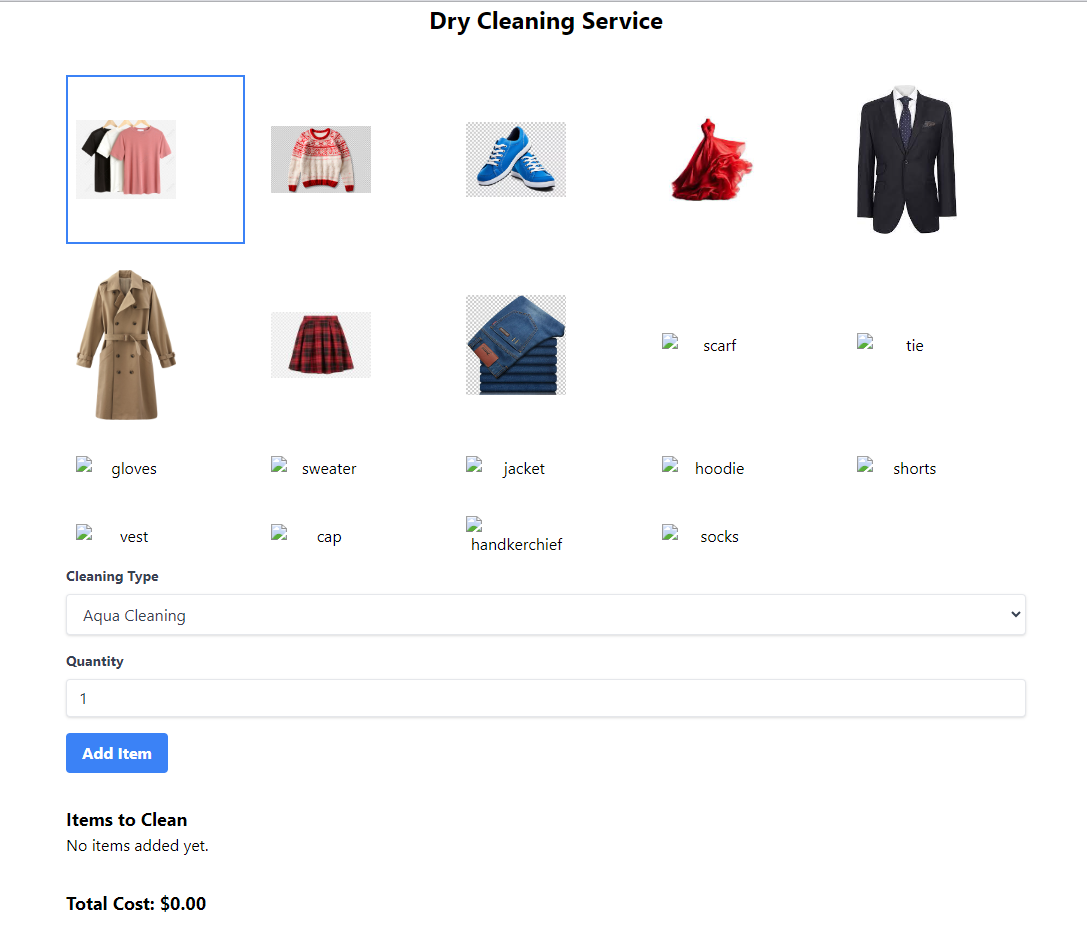 Dry Cleaning Service
scarf
tie
gloves
sweater
jacket
hoodie
shorts
vest
cap
handkerchief
socks
Cleaning Type
Aqua Cleaning
Quantity
1
Add Item
Items to Clean
No items added yet.
Total Cost: $0.00